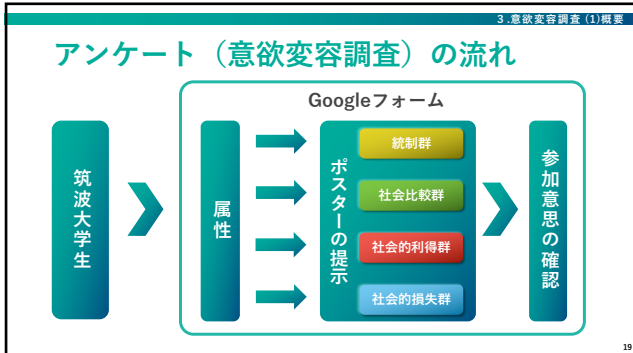 3.意欲変容調査(1)概要
アンケート（意欲変容調査）の流れ
Googleフォーム
筑波大学生
属性
ポスターの提示
統制群
社会比較群
社会的利得群
社会的損失群
参加意思の確認
19